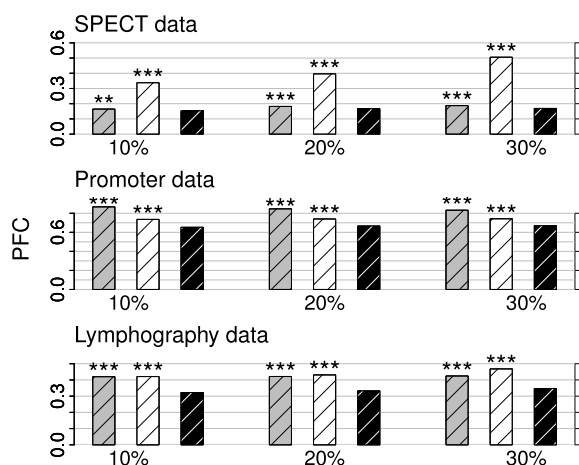 SPECT data
0.6
0.3
0.0
** *** *** *** *** ***
10% 20% 30%
Promoter data
PFC
0.6
0.0
*** *** *** *** *** ***
10% 20% 30%
Lymphography data
0.3
0.0
*** *** *** *** *** ***
10% 20% 30%